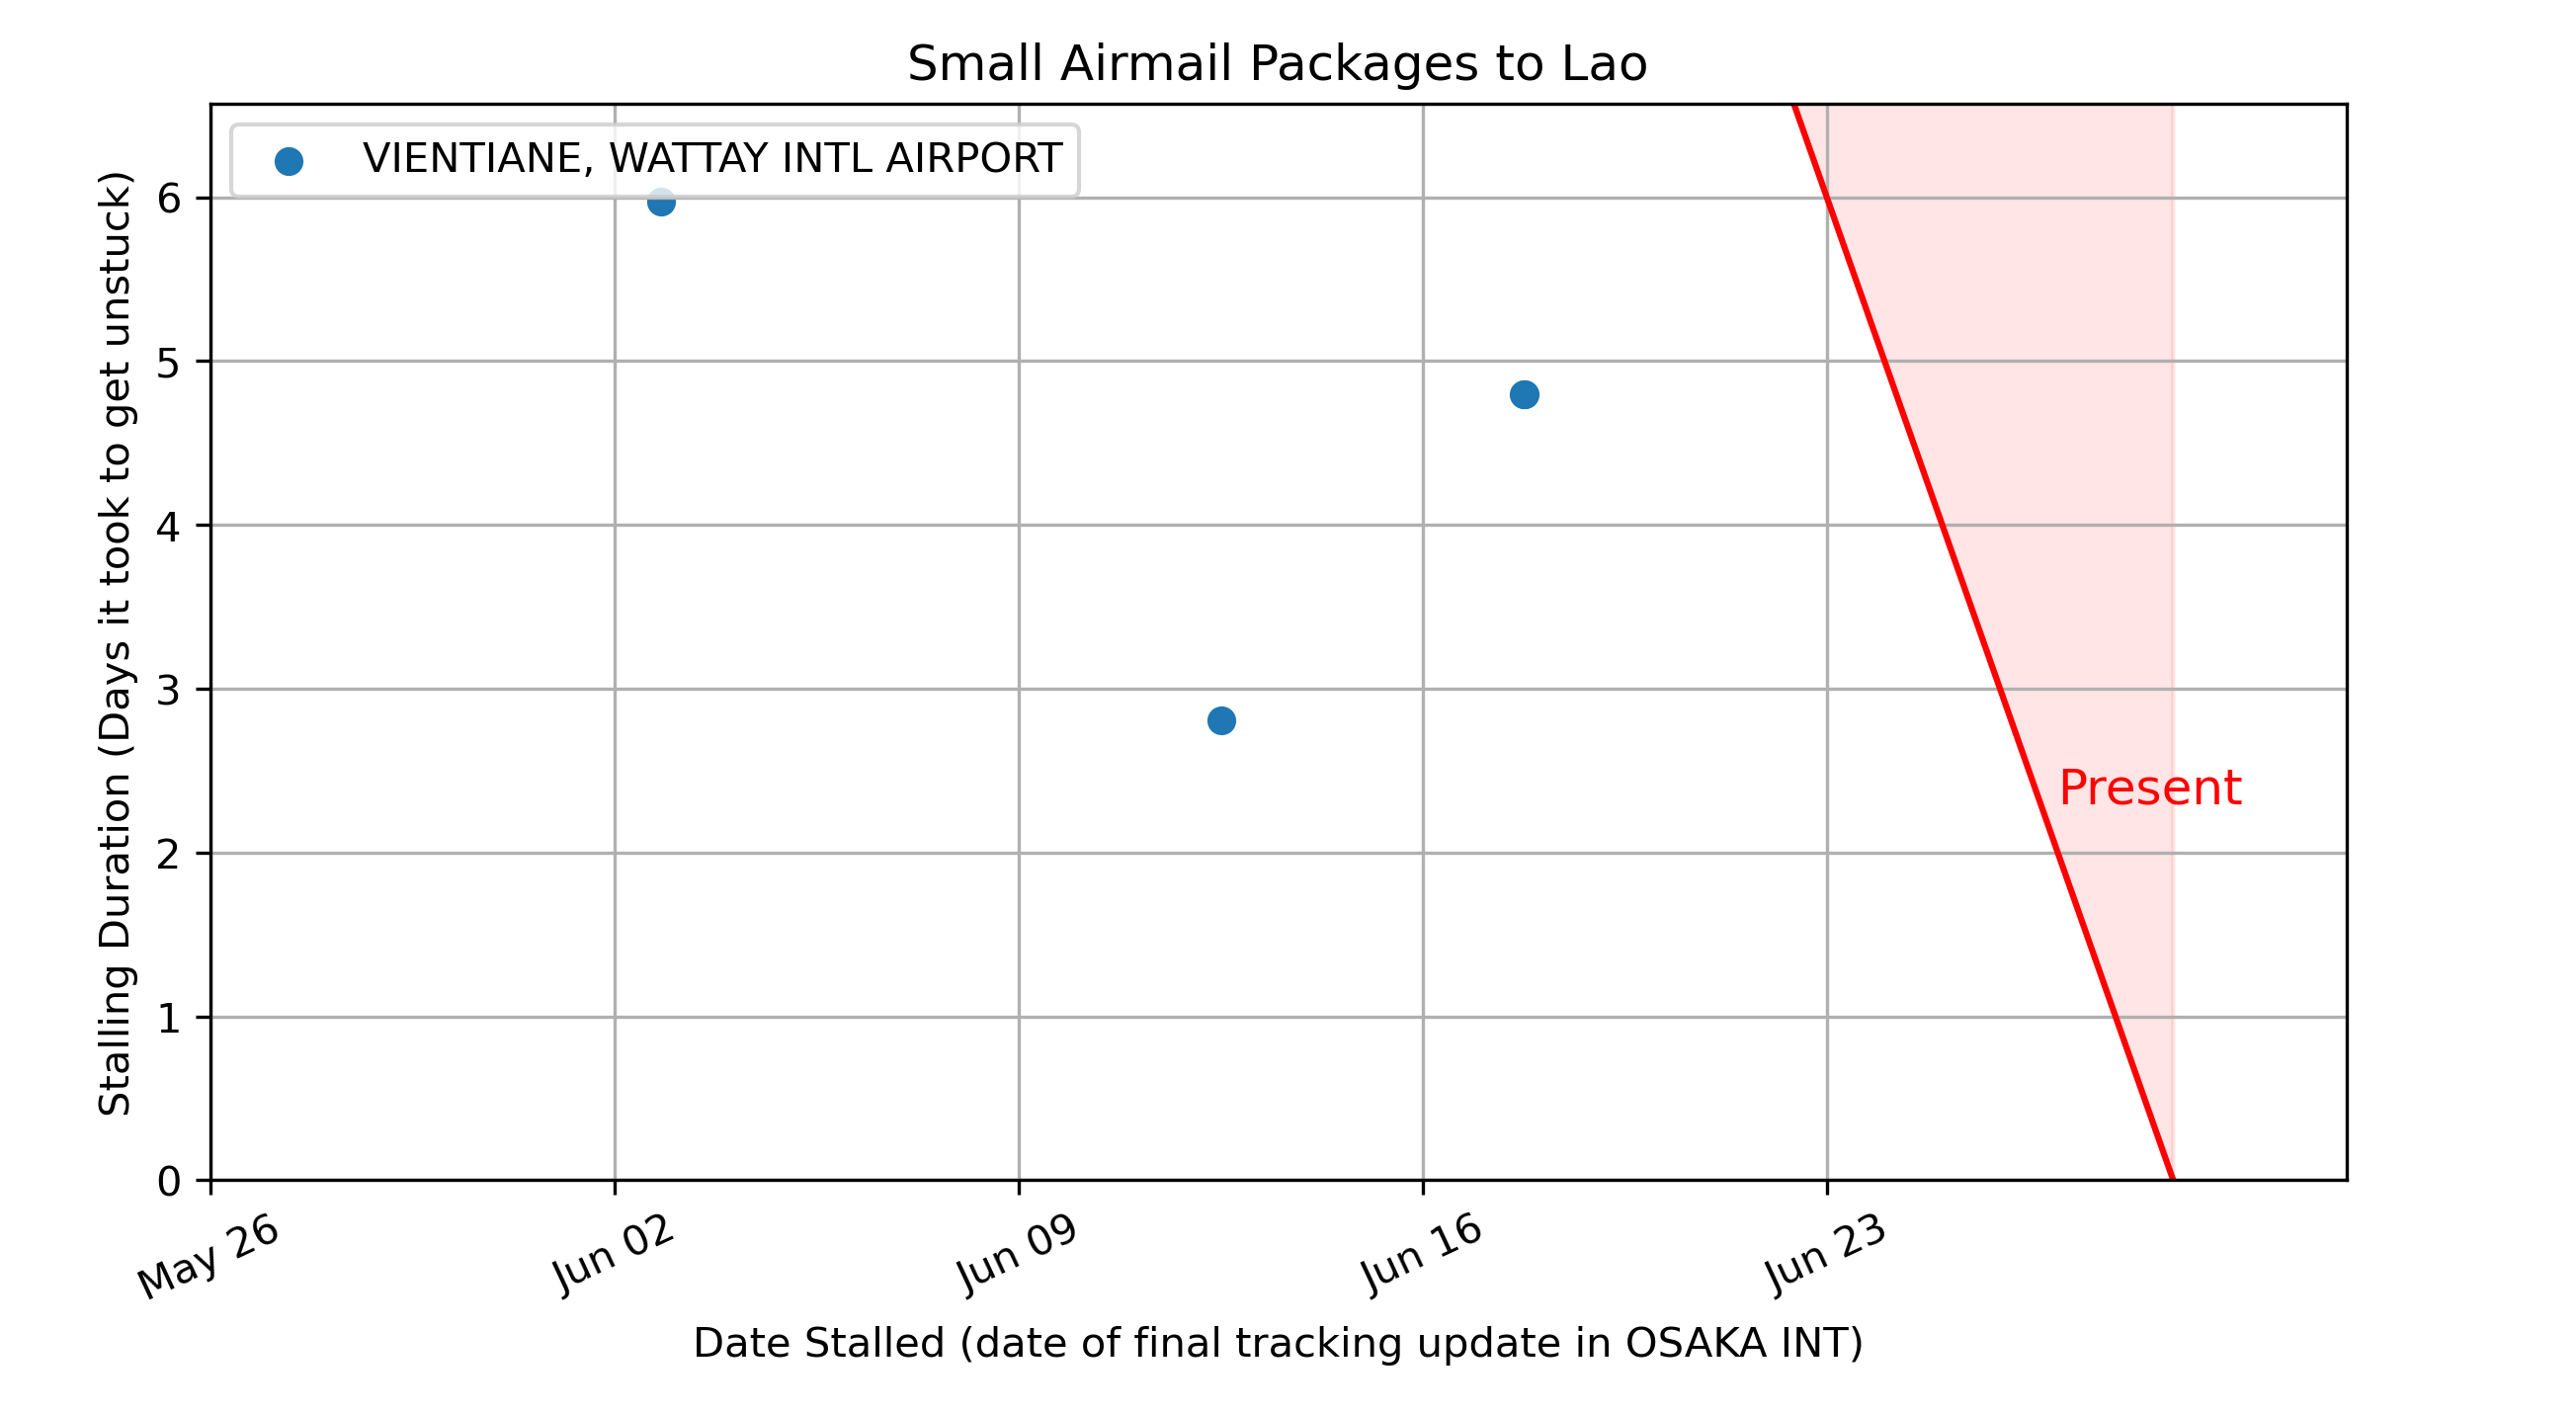 Small Airmail Packages to Lao
VIENTIANE, WATTAY INTL AIRPORT
Stalling Duration (Days it took to get unstuck)
6
5
4
3
2
1
0
Present
May 26
Jun 02
Jun 09
Jun 16
Jun 23
Date Stalled (date of final tracking update in OSAKA INT)